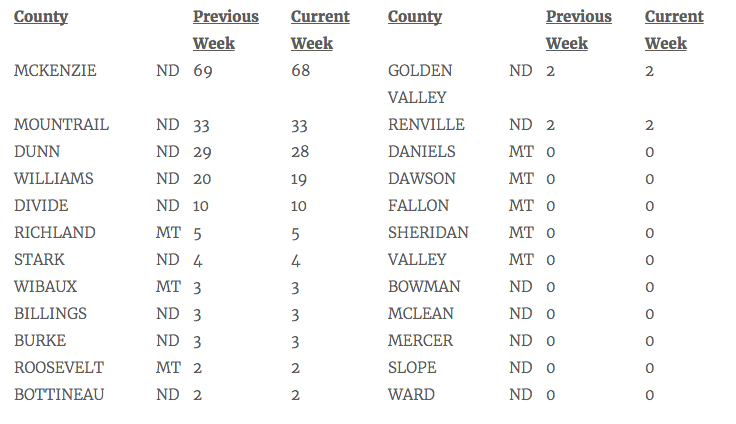 County Previous Current County Previous Current
Week Week Week Week
MCKENZIE ND 69 68 GOLDEN ND 2 2
VALLEY
MOUNTRAIL ND 33 33 RENVILLE ND 2 2
DUNN ND 29 28 DANIELS MT 0 0
WILLIAMS ND 20 19 DAWSON MT 0 0
DIVIDE ND 10 10 FALLON MT 0 0
RICHLAND MT 5 5 SHERIDAN MT 0 0
STARK ND 4 4 VALLEY MT 0 0
WIBAUX MT 3 3 BOWMAN ND 0 0
BILLINGS ND 3 3 MCLEAN ND 0 0
BURKE ND 3 3 MERCER ND 0 0
ROOSEVELT MT 2 2 SLOPE ND 0 0
BOTTINEAU ND 2 2 WARD ND 0 0